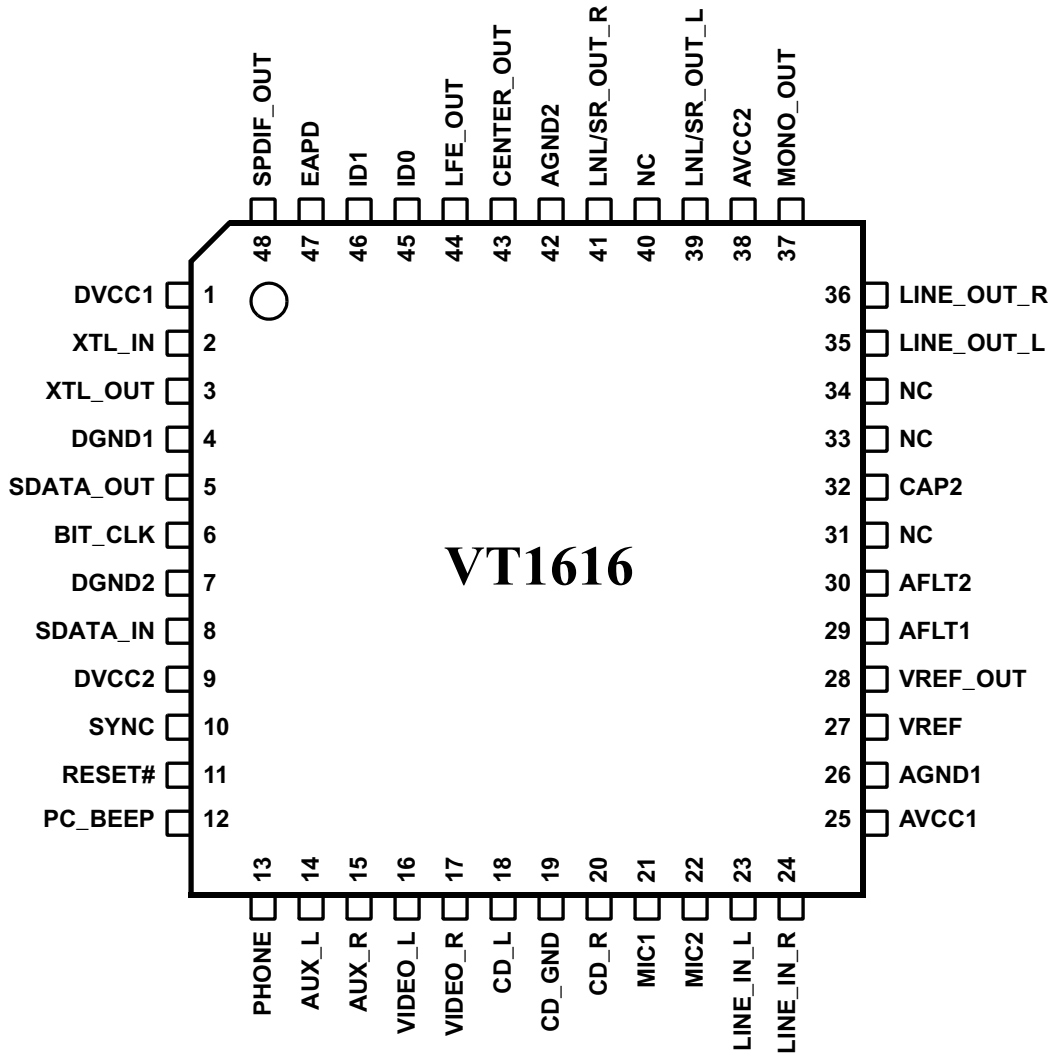 SPDIF_OUT
EAPD
ID1
ID0
LFE_OUT
CENTER_OUT
AGND2
LNL/SR_OUT_R
NC
LNL/SR_OUT_L
AVCC2
MONO_OUT
48
47
46
45
44
43
42
41
40
39
38
37
DVCC1 1
XTL_IN 2
XTL_OUT 3
DGND1 4
SDATA_OUT 5
BIT_CLK 6
DGND2 7
SDATA_IN 8
DVCC2 9
SYNC 10
RESET# 11
PC_BEEP 12
VT1616
36 LINE_OUT_R
35 LINE_OUT_L
34 NC
33 NC
32 CAP2
31 NC
30 AFLT2
29 AFLT1
28 VREF_OUT
27 VREF
26 AGND1
25 AVCC1
13
14
15
16
17
18
19
20
21
22
23
24
PHONE
AUX_L
AUX_R
VIDEO_L
VIDEO_R
CD_L
CD_GND
CD_R
MIC1
MIC2
LINE_IN_L
LINE_IN_R